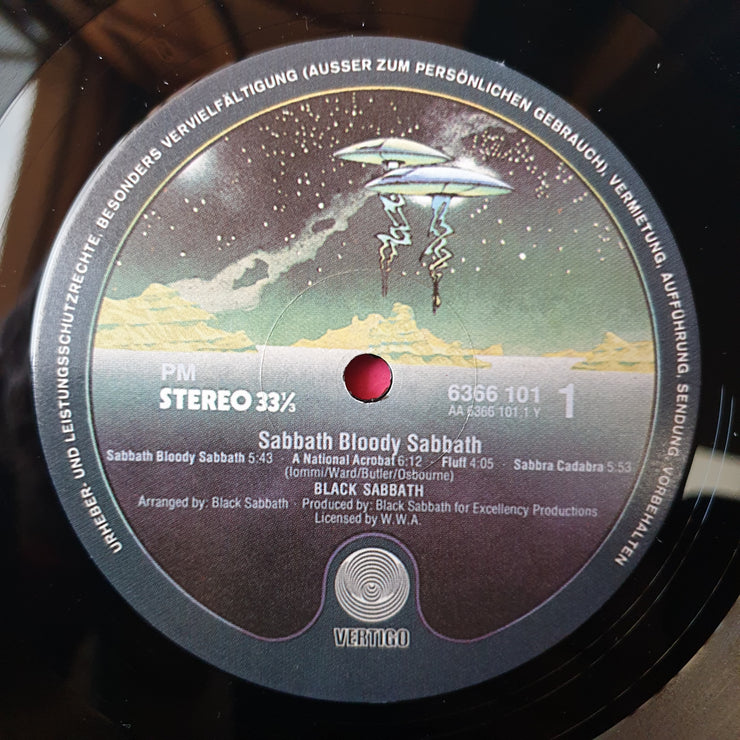 URHEBER- UND LEISTUNGSSCHUTZRECHTE, BESONDERS VERVIELFÄLTIGUNG (AUSSER ZUM PERSÖNLICHEN GEBRAUCH), VERMIETUNG, AUFFÜHRUNG, SENDUNG, VORBEHALTEN
PM
STEREO 33⅓
6366 101
AA 6366 101.1 Y
1
Sabbath Bloody Sabbath
Sabbath Bloody Sabbath 5:43 A National Acrobat 6:12 Fluff 4:05 Sabbra Cadabra 5:53
(Iommi/Ward/Butler/Osbourne)
BLACK SABBATH
Arranged by: Black Sabbath · Produced by: Black Sabbath for Excellency Productions
Licensed by W.W.A.
VERTIGO